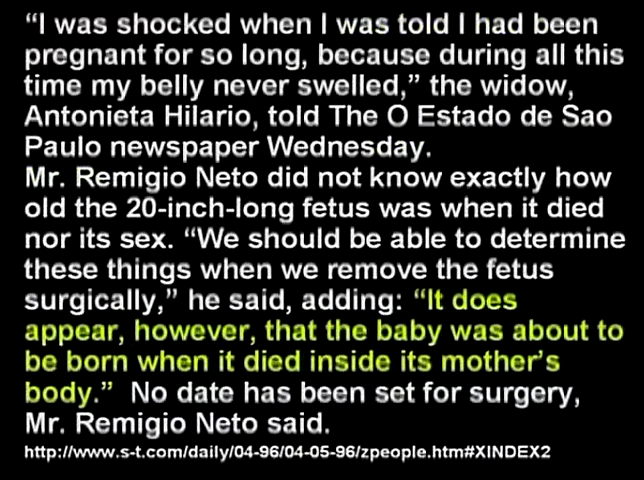 “I was shocked when I was told I had been
pregnant for so long, because during all this
time my belly never swelled,” the widow,
Antonieta Hilario, told The O Estado de Sao
Paulo newspaper Wednesday.
Mr. Remigio Neto did not know exactly how
old the 20-inch-long fetus was when it died
nor its sex. “We should be able to determine
these things when we remove the fetus
surgically,” he said, adding: “It does
appear, however, that the baby was about to
be born when it died inside its mother’s
body.”  No date has been set for surgery,
Mr. Remigio Neto said.
http://www.s-t.com/daily/04-96/04-05-96/zpeople.htm#XINDEX2